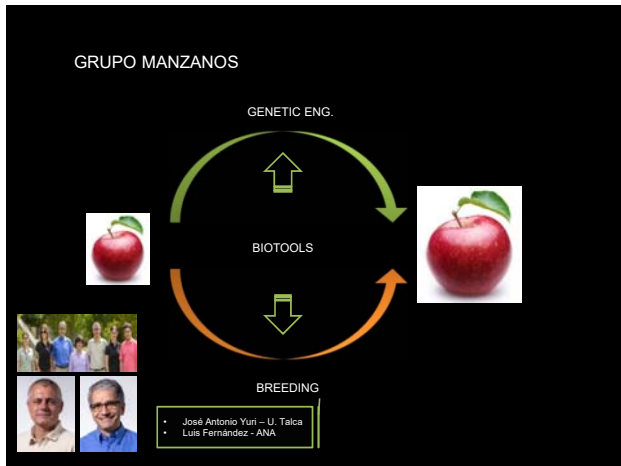 GRUPO MANZANOS
GENETIC ENG.
BIOTOOLS
BREEDING
• José Antonio Yuri – U. Talca
• Luis Fernández - ANA